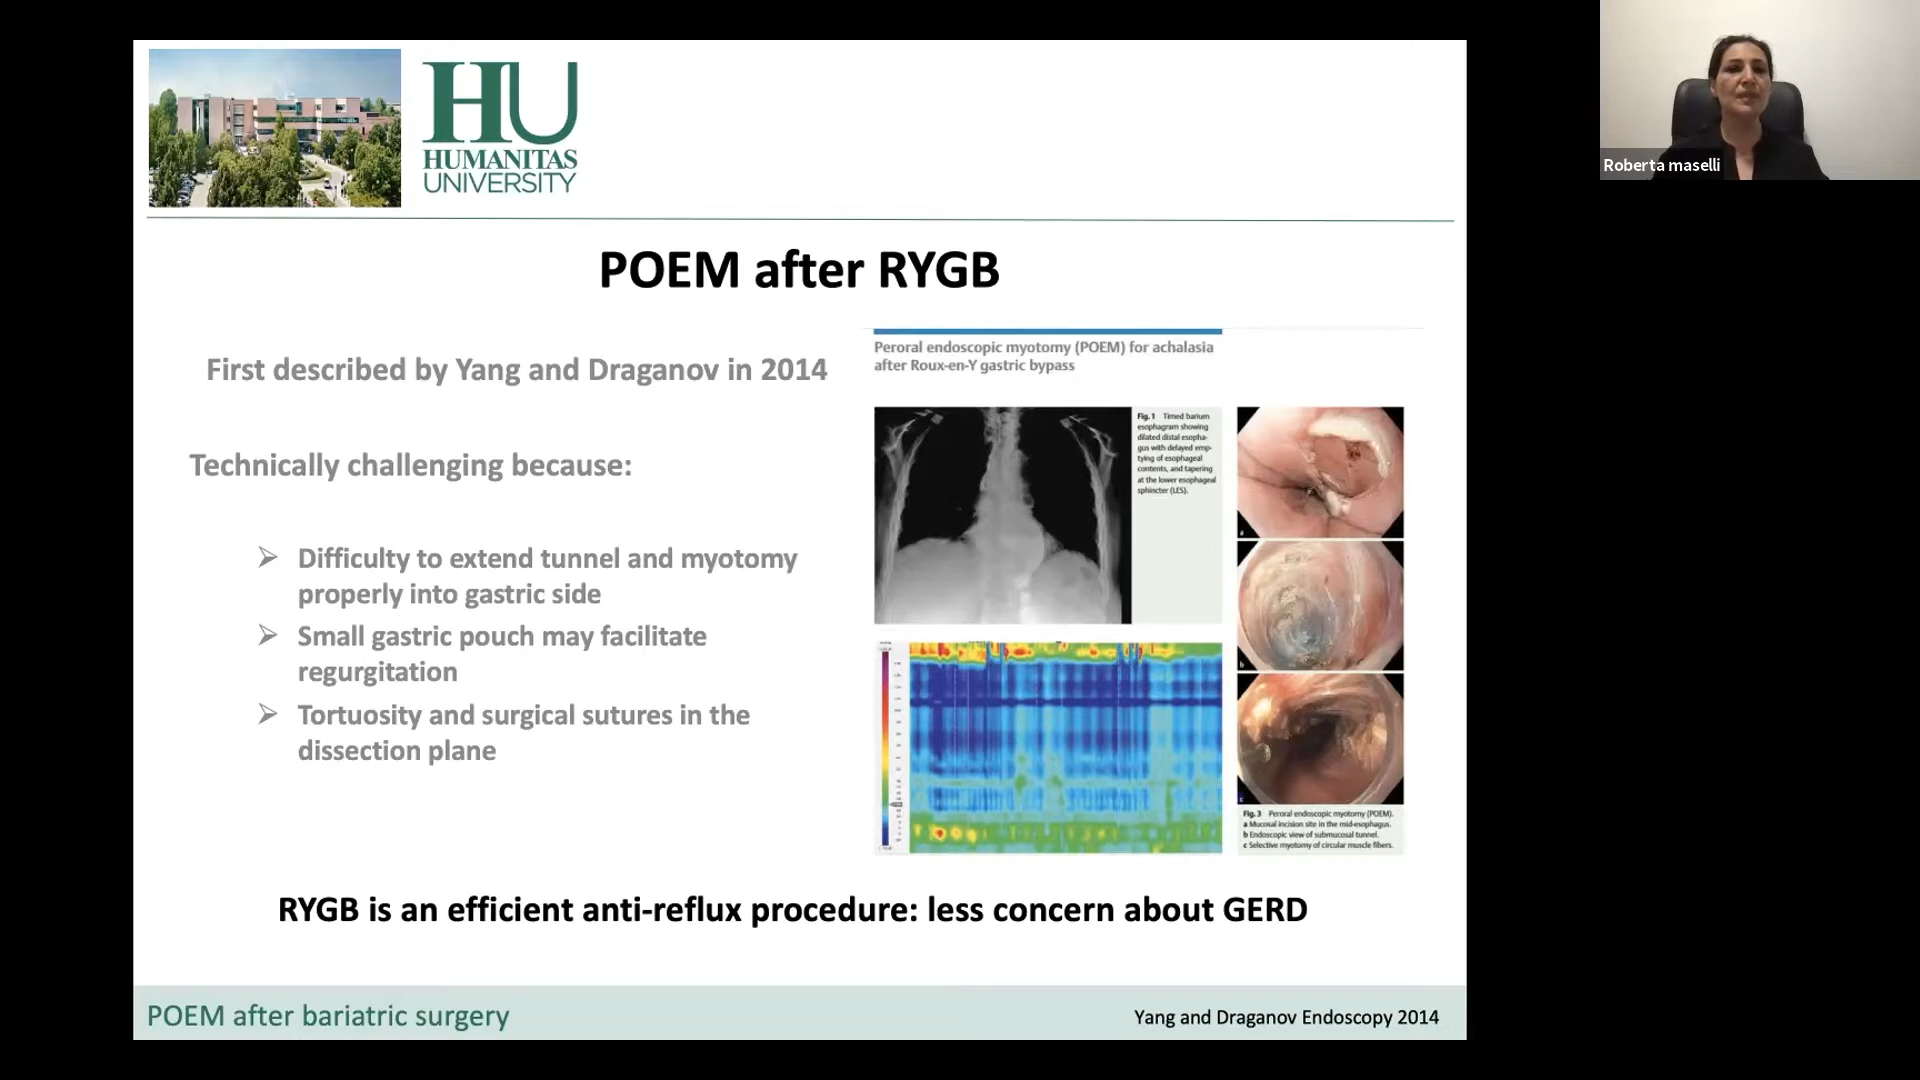 HU
HUMANITAS
UNIVERSITY
Roberta maselli
POEM after RYGB
First described by Yang and Draganov in 2014
Technically challenging because:
➢ Difficulty to extend tunnel and myotomy
properly into gastric side
➢ Small gastric pouch may facilitate
regurgitation
➢ Tortuosity and surgical sutures in the
dissection plane
Peroral endoscopic myotomy (POEM) for achalasia
after Roux-en-Y gastric bypass
Fig. 1 Timed barium
esophagram showing
dilated distal esopha-
gus with delayed emp-
tying of esophageal
contents, and tapering
at the lower esophageal
sphincter (LES).
a
b
c
Fig. 3 Peroral endoscopic myotomy (POEM).
a Mucosal incision site in the mid-esophagus.
b Endoscopic view of submucosal tunnel.
c Selective myotomy of circular muscle fibers.
RYGB is an efficient anti-reflux procedure: less concern about GERD
POEM after bariatric surgery
Yang and Draganov Endoscopy 2014